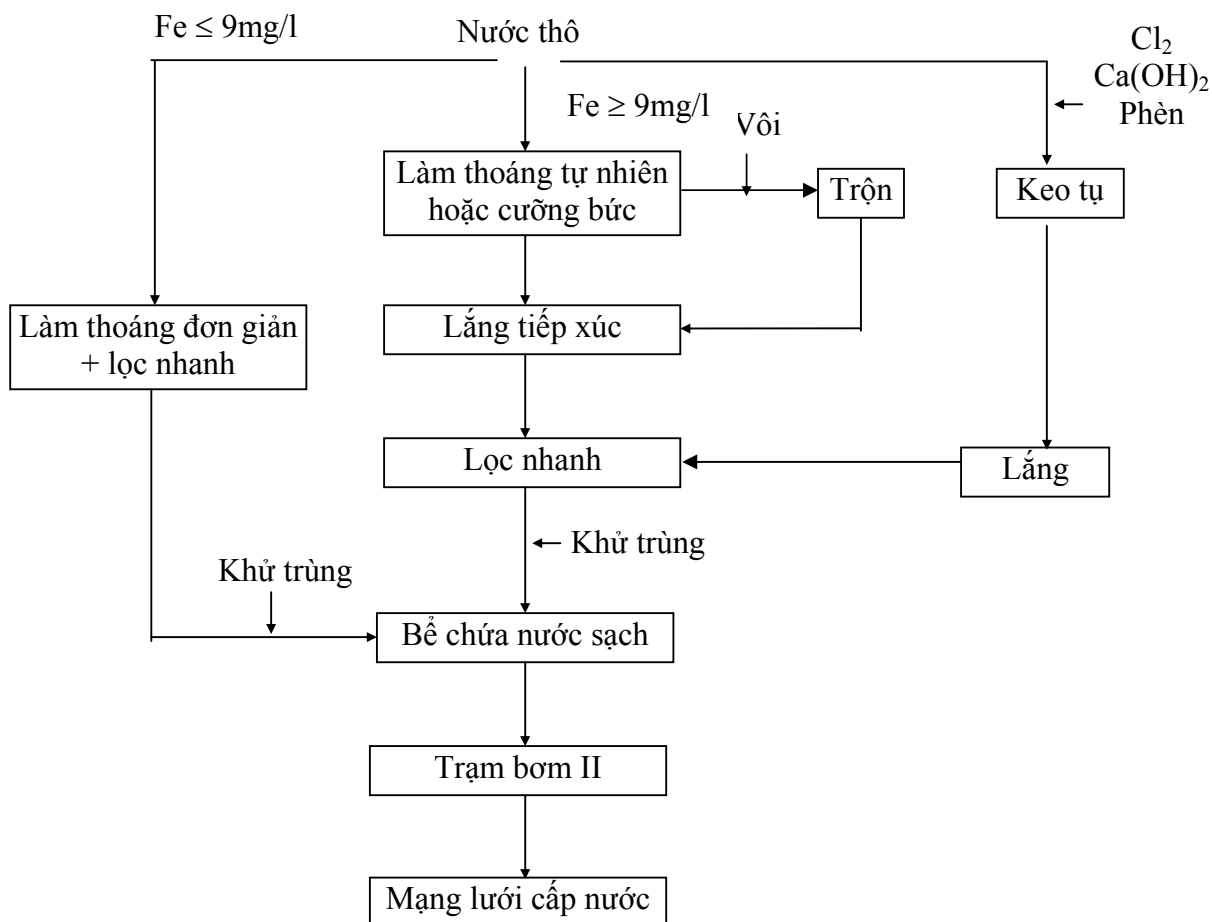 Fe ≤ 9mg/l
Nước thô
Cl₂
Ca(OH)₂
Phèn
Fe ≥ 9mg/l
Vôi
Làm thoáng tự nhiên
hoặc cưỡng bức
Trộn
Keo tụ
Làm thoáng đơn giản
+ lọc nhanh
Lắng tiếp xúc
Lọc nhanh
Lắng
Khử trùng
Khử trùng
Bể chứa nước sạch
Trạm bơm II
Mạng lưới cấp nước